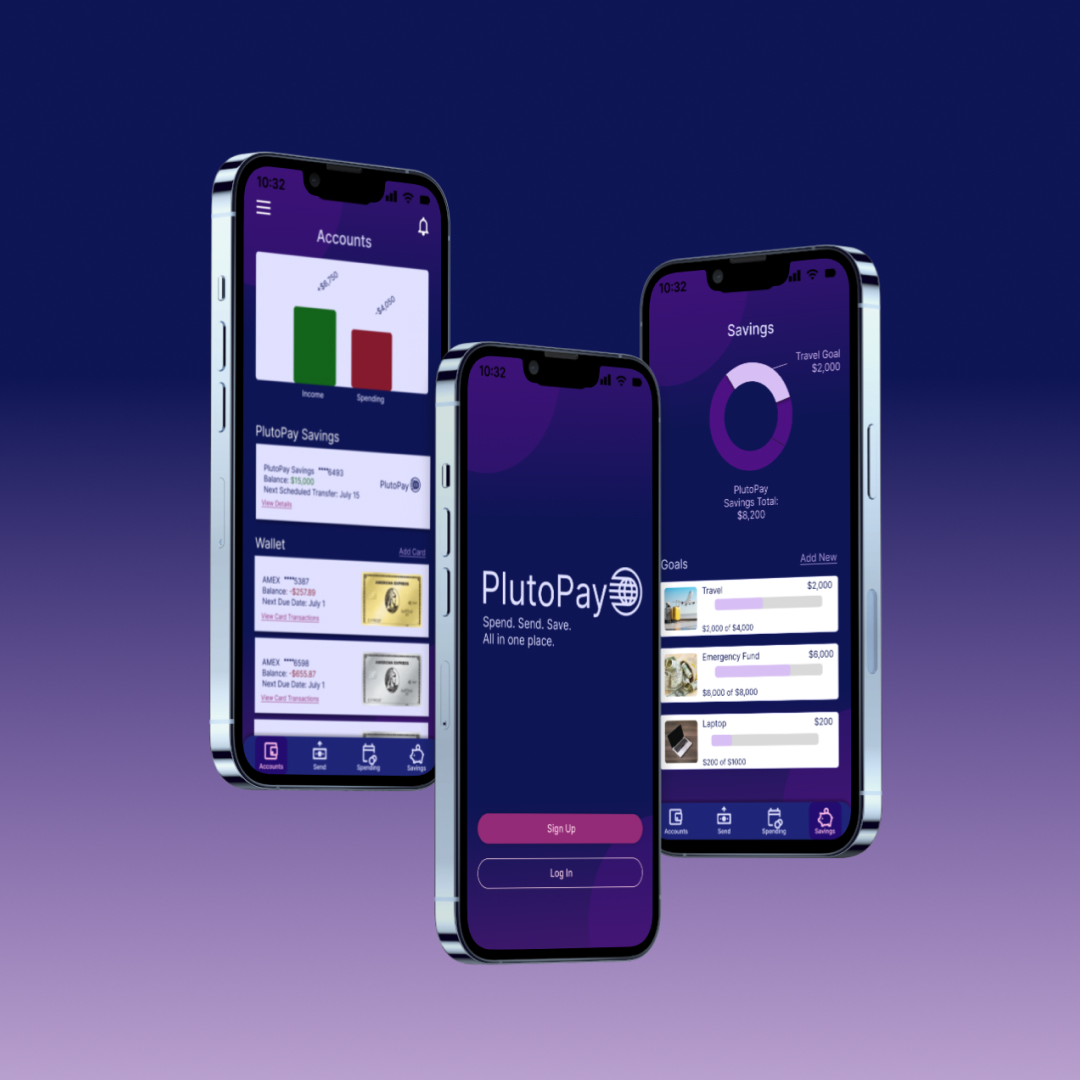 10:32
Accounts
+$6,750
-$4,050
Income
Spending
PlutoPay Savings
PlutoPay Savings ****6493
Balance: $15,000
Next Scheduled Transfer: July 15
View Details
PlutoPay
Wallet
Add Card
AMEX ****5387
Balance: -$257.89
Next Due Date: July 1
View Card Transactions
AMERICAN EXPRESS
AMEX ****6598
Balance: -$655.87
Next Due Date: July 1
View Card Transactions
AMERICAN EXPRESS
Accounts
Send
Spending
Savings
10:32
PlutoPay
Spend. Send. Save.
All in one place.
Sign Up
Log In
10:32
Savings
Travel Goal
$2,000
PlutoPay
Savings Total:
$8,200
Goals
Add New
Travel
$2,000
$2,000 of $4,000
Emergency Fund
$6,000
$6,000 of $8,000
Laptop
$200
$200 of $1000
Accounts
Send
Spending
Savings